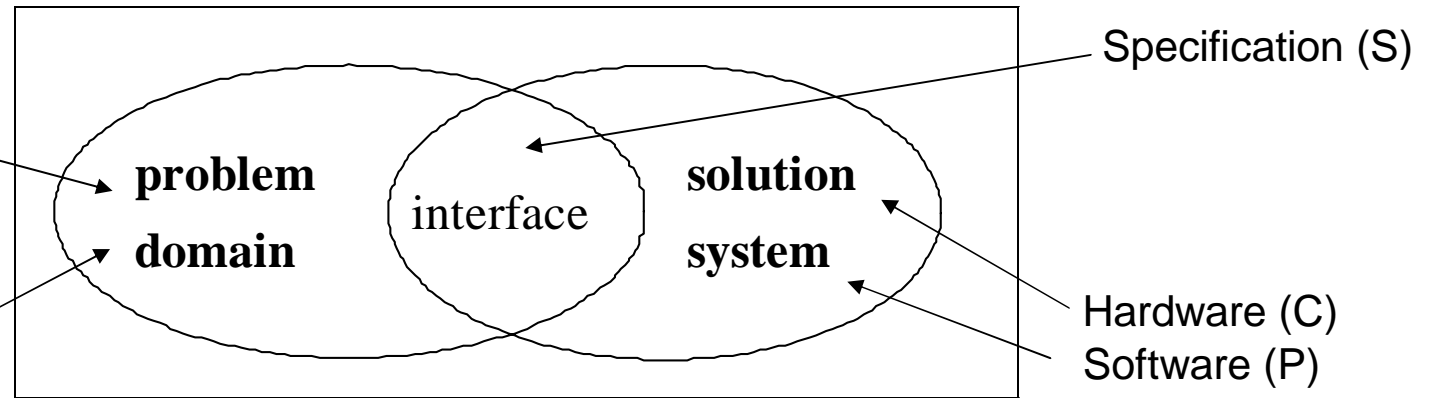 Specification (S)
problem
domain
interface
solution
system
Hardware (C)
Software (P)